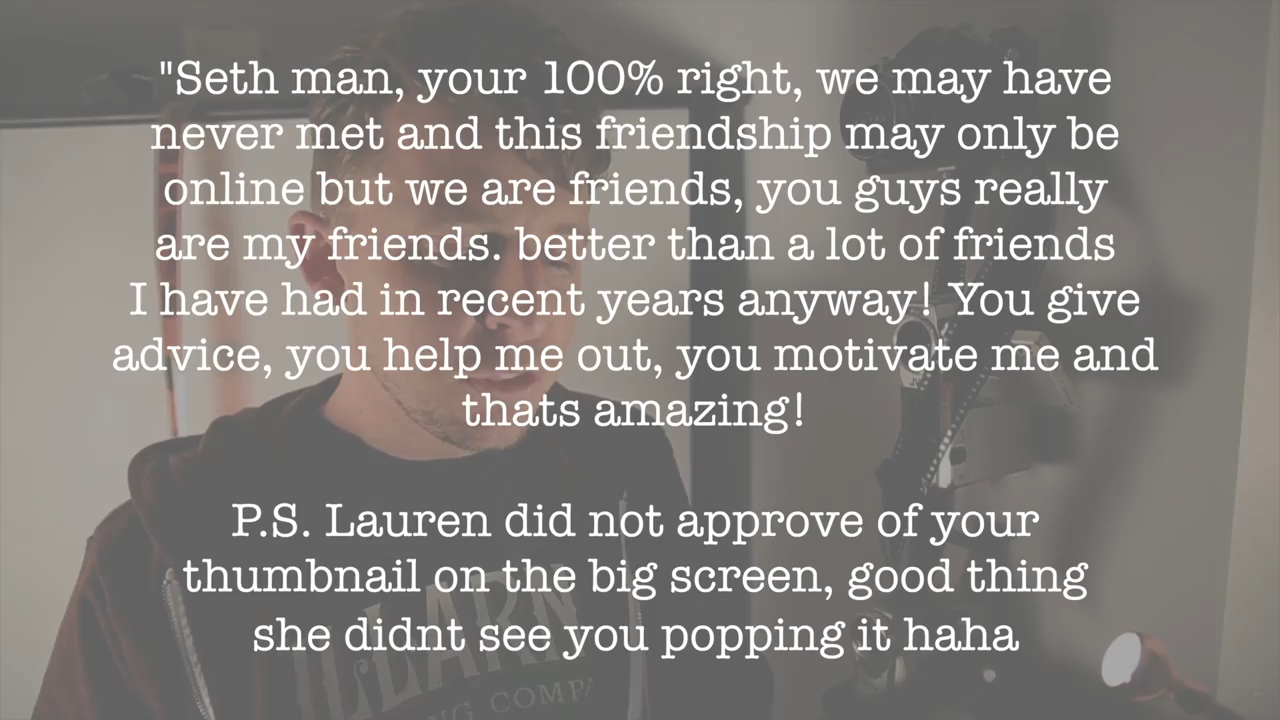 "Seth man, your 100% right, we may have
never met and this friendship may only be
online but we are friends, you guys really
are my friends. better than a lot of friends
I have had in recent years anyway! You give
advice, you help me out, you motivate me and
thats amazing!
P.S. Lauren did not approve of your
thumbnail on the big screen, good thing
she didnt see you popping it haha